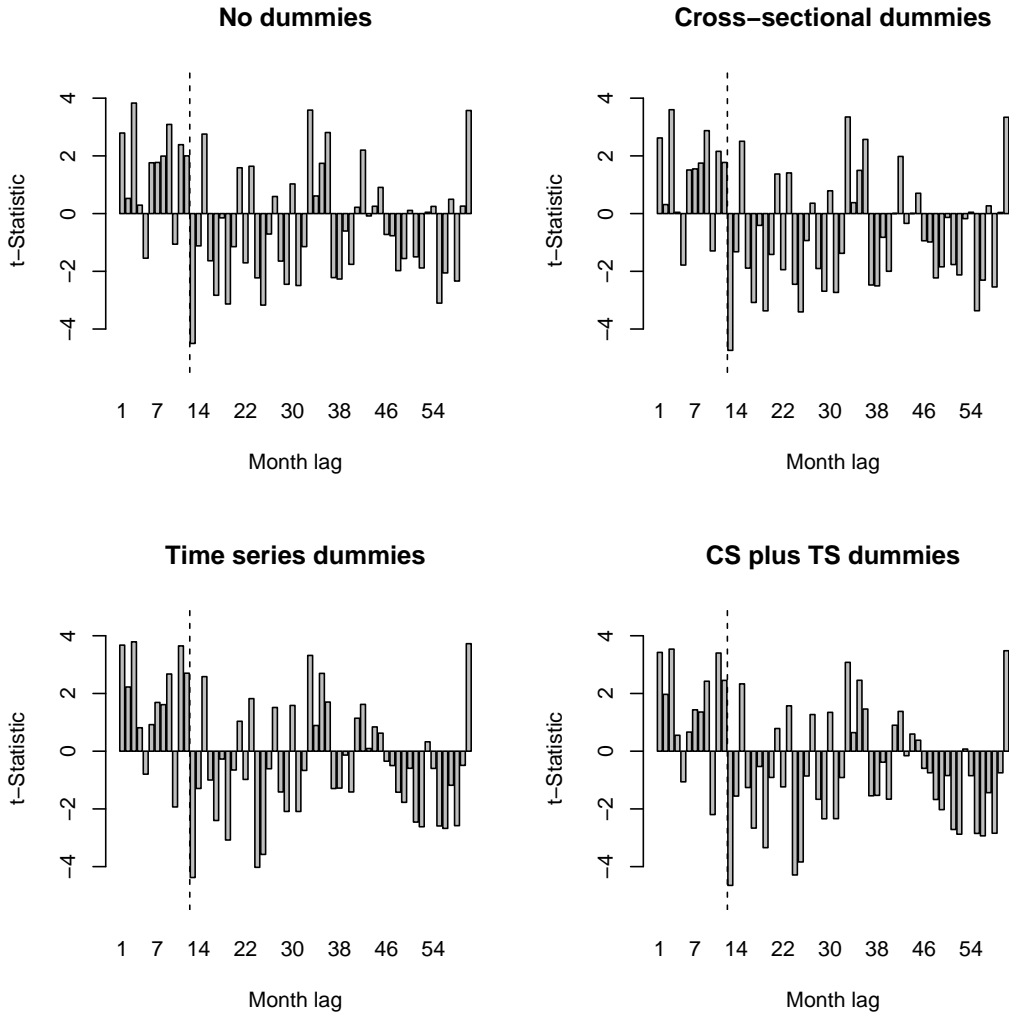 No dummies
t−Statistic
4
2
0
−2
−4
1 7 14 22 30 38 46 54
Month lag
Cross−sectional dummies
t−Statistic
4
2
0
−2
−4
1 7 14 22 30 38 46 54
Month lag
Time series dummies
t−Statistic
4
2
0
−2
−4
1 7 14 22 30 38 46 54
Month lag
CS plus TS dummies
t−Statistic
4
2
0
−2
−4
1 7 14 22 30 38 46 54
Month lag